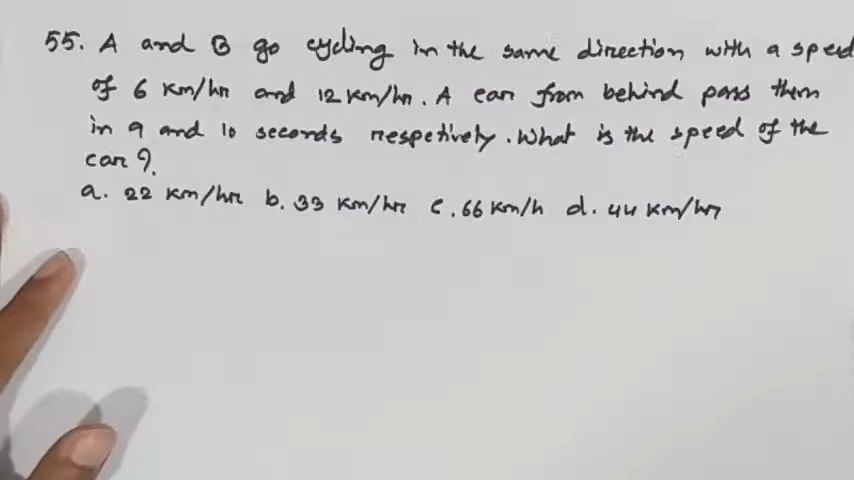 55. A and B go cycling in the same direction with a speed
of 6 km/hr and 12 km/hr. A car from behind pass them
in 9 and 10 seconds respetively. What is the speed of the
car?
a. 22 km/hr b. 33 km/hr c. 66 km/h d. 44 km/hr